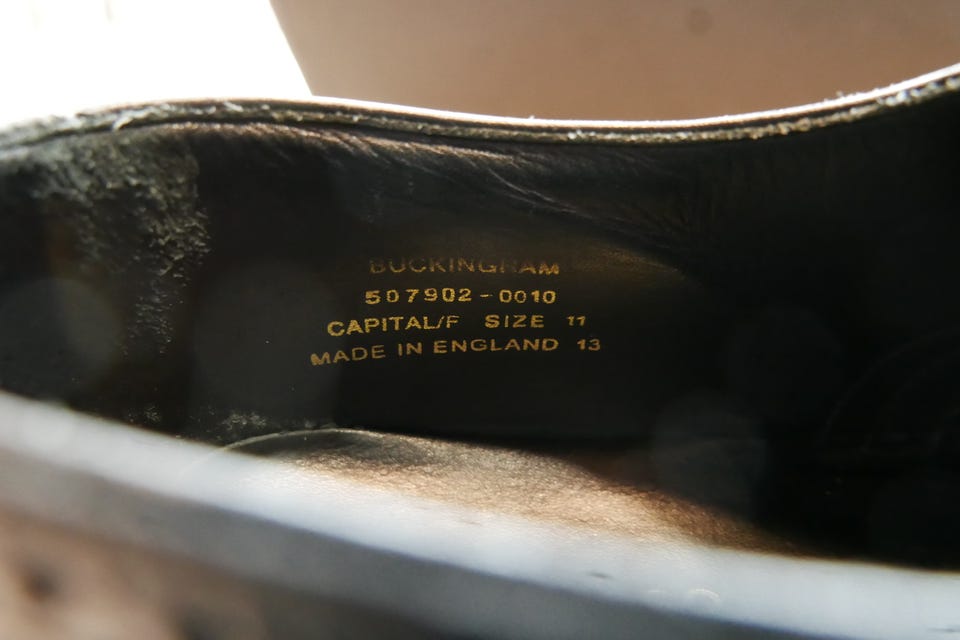 BUCKINGHAM
507902-0010
CAPITAL/F SIZE 11
MADE IN ENGLAND 13